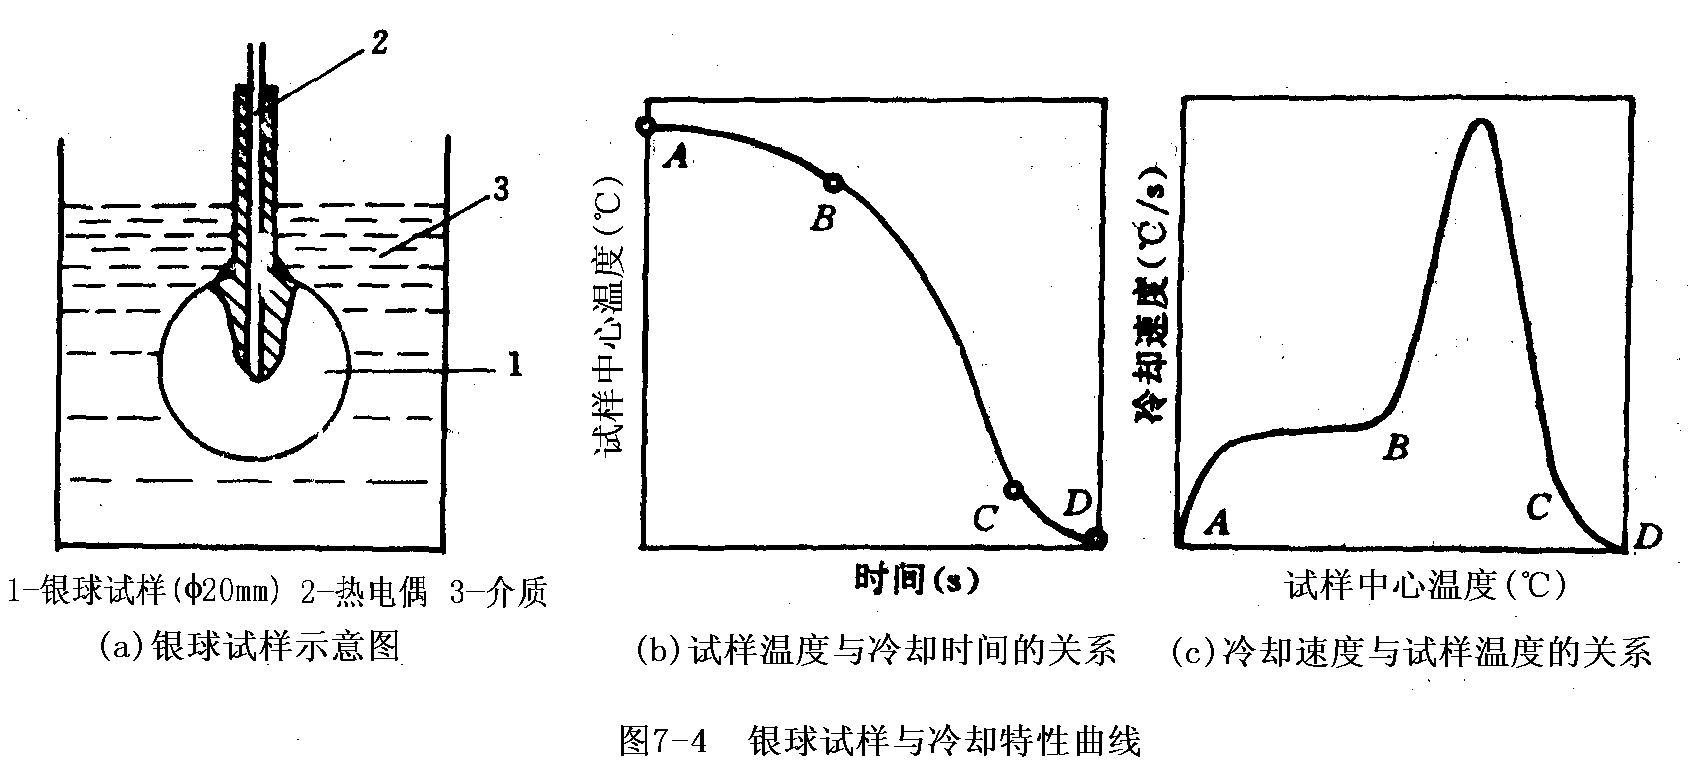 2
3
1
1-银球试样(ϕ20mm) 2-热电偶 3-介质
(a)银球试样示意图
试样中心温度(℃)
A
B
C
D
时间(s)
(b)试样温度与冷却时间的关系
冷却速度(℃/s)
A
B
C
D
试样中心温度(℃)
(c)冷却速度与试样温度的关系
图7-4 银球试样与冷却特性曲线